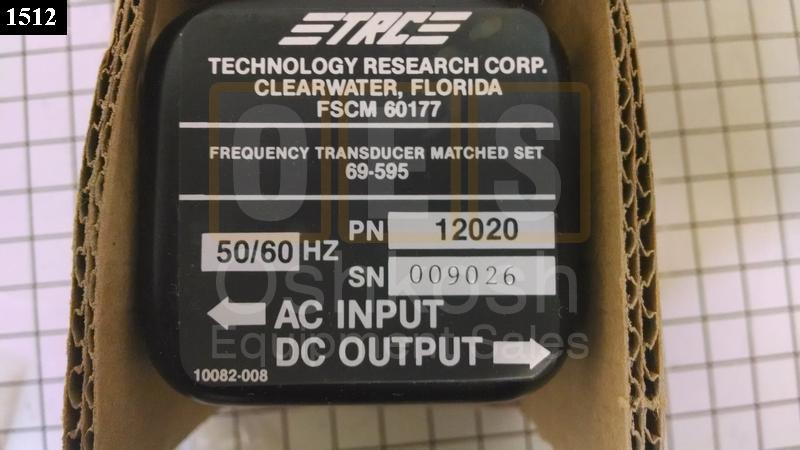 1512
TRC
TECHNOLOGY RESEARCH CORP.
CLEARWATER, FLORIDA
FSCM 60177
FREQUENCY TRANSDUCER MATCHED SET
69-595
PN 12020
50/60 HZ
SN 009026
AC INPUT
DC OUTPUT
10082-008
OES
Oshkosh
Equipment Sales